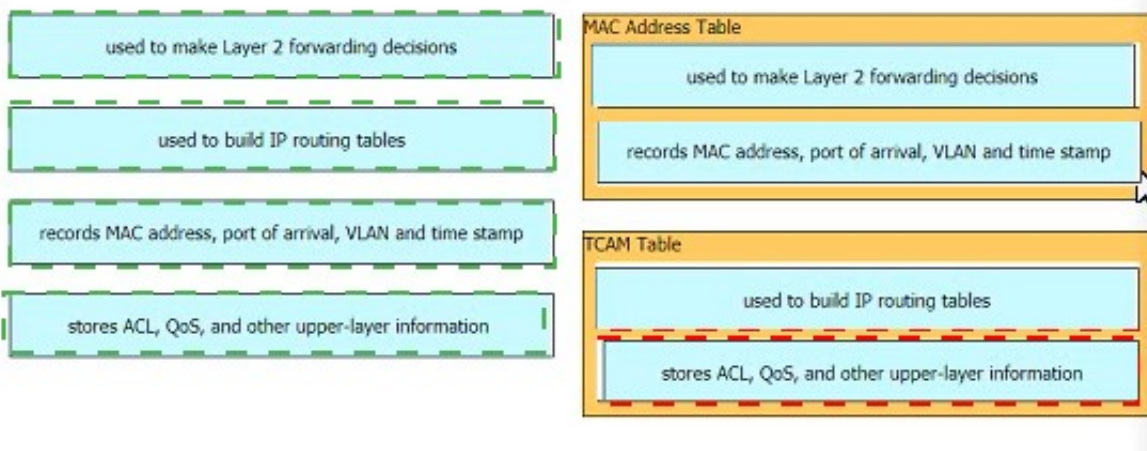 used to make Layer 2 forwarding decisions
used to build IP routing tables
records MAC address, port of arrival, VLAN and time stamp
stores ACL, QoS, and other upper-layer information
MAC Address Table
used to make Layer 2 forwarding decisions
records MAC address, port of arrival, VLAN and time stamp
TCAM Table
used to build IP routing tables
stores ACL, QoS, and other upper-layer information